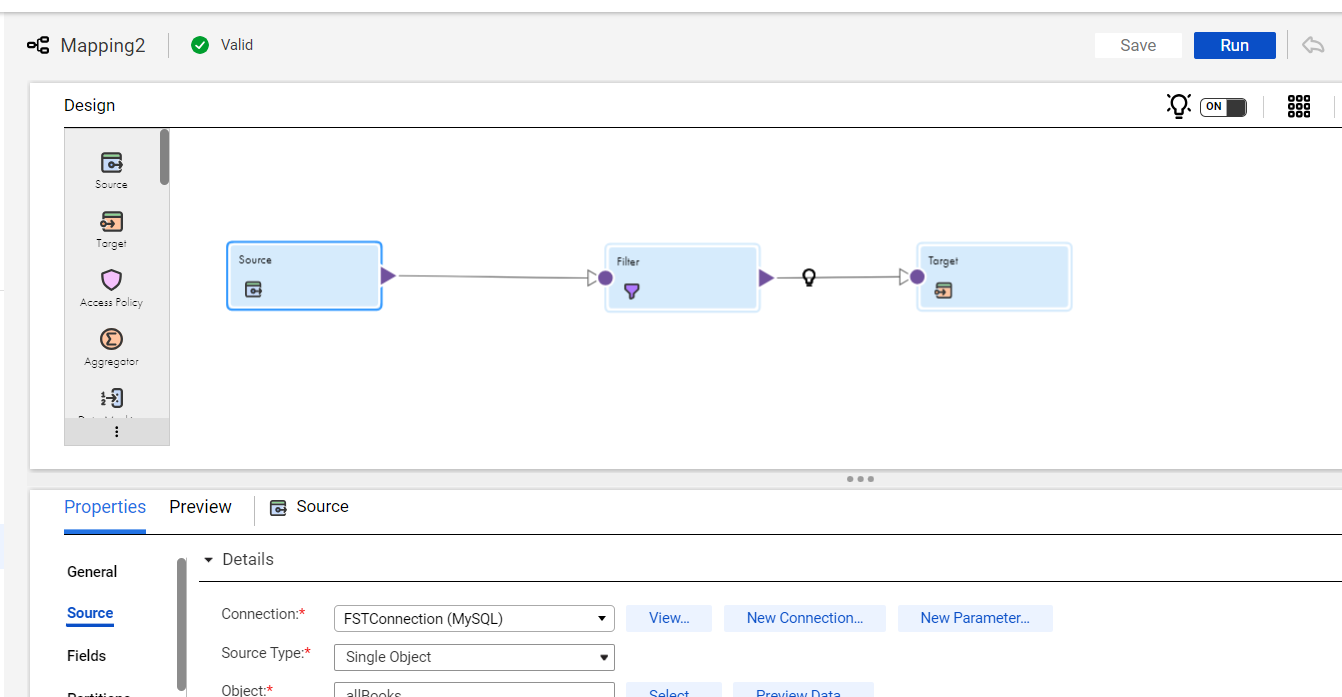 Mapping2
Valid
Save
Run
Design
ON
Source
Target
Access Policy
Aggregator
Source
Filter
Target
Properties
Preview
Source
General
Source
Fields
Partitions
Details
Connection:*
FSTConnection (MySQL)
View...
New Connection...
New Parameter...
Source Type:*
Single Object
Object:*
allBooks
Select
Preview Data